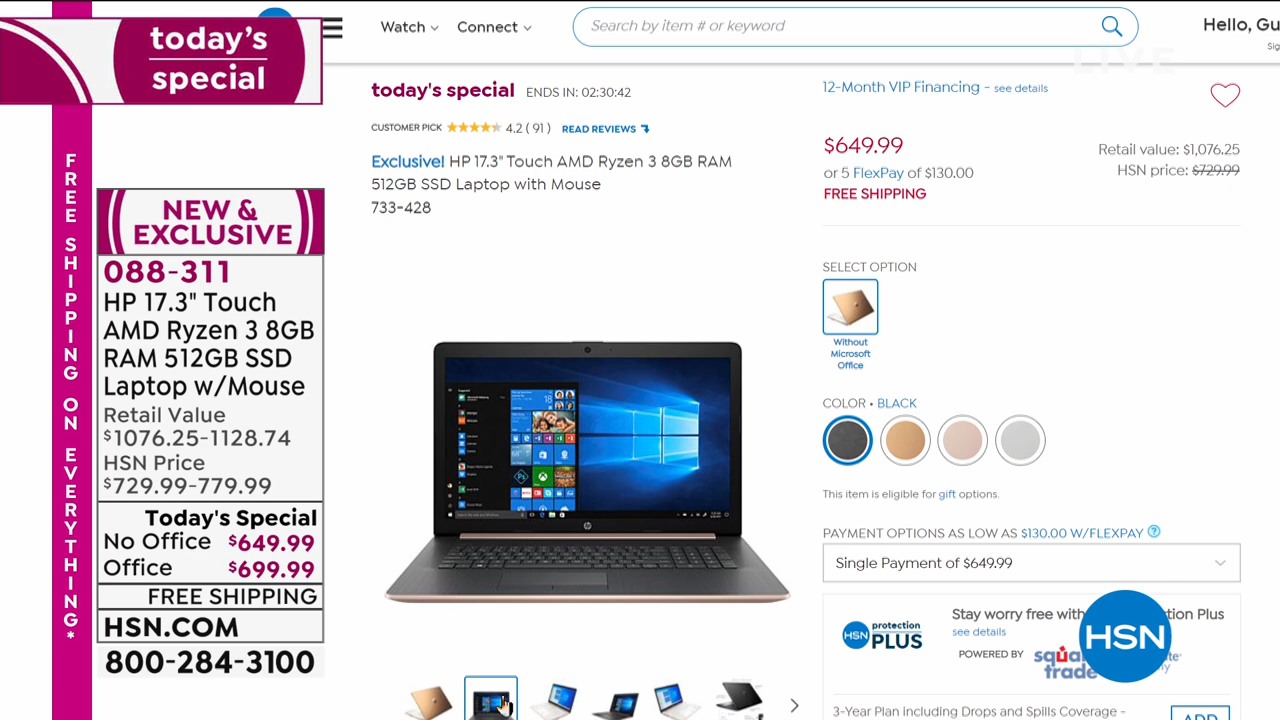 today's
special
FREE SHIPPING ON EVERYTHING*
NEW &
EXCLUSIVE
088-311
HP 17.3" Touch
AMD Ryzen 3 8GB
RAM 512GB SSD
Laptop w/Mouse
Retail Value
$1076.25-1128.74
HSN Price
$729.99-779.99
Today's Special
No Office $649.99
Office $699.99
FREE SHIPPING
HSN.COM
800-284-3100
Watch Connect
Search by item # or keyword
Hello, Gu
Sig
LIVE
today's special ENDS IN: 02:30:42
CUSTOMER PICK 4.2 ( 91 ) READ REVIEWS
Exclusive! HP 17.3" Touch AMD Ryzen 3 8GB RAM
512GB SSD Laptop with Mouse
733-428
12-Month VIP Financing - see details
$649.99
or 5 FlexPay of $130.00
FREE SHIPPING
Retail value: $1,076.25
HSN price: $729.99
SELECT OPTION
Without
Microsoft
Office
COLOR • BLACK
This item is eligible for gift options.
PAYMENT OPTIONS AS LOW AS $130.00 W/FLEXPAY ?
Single Payment of $649.99
HSN protection
PLUS
Stay worry free with tion Plus
see details
POWERED BY
squa
trade
HSN
3-Year Plan including Drops and Spills Coverage -
ADD